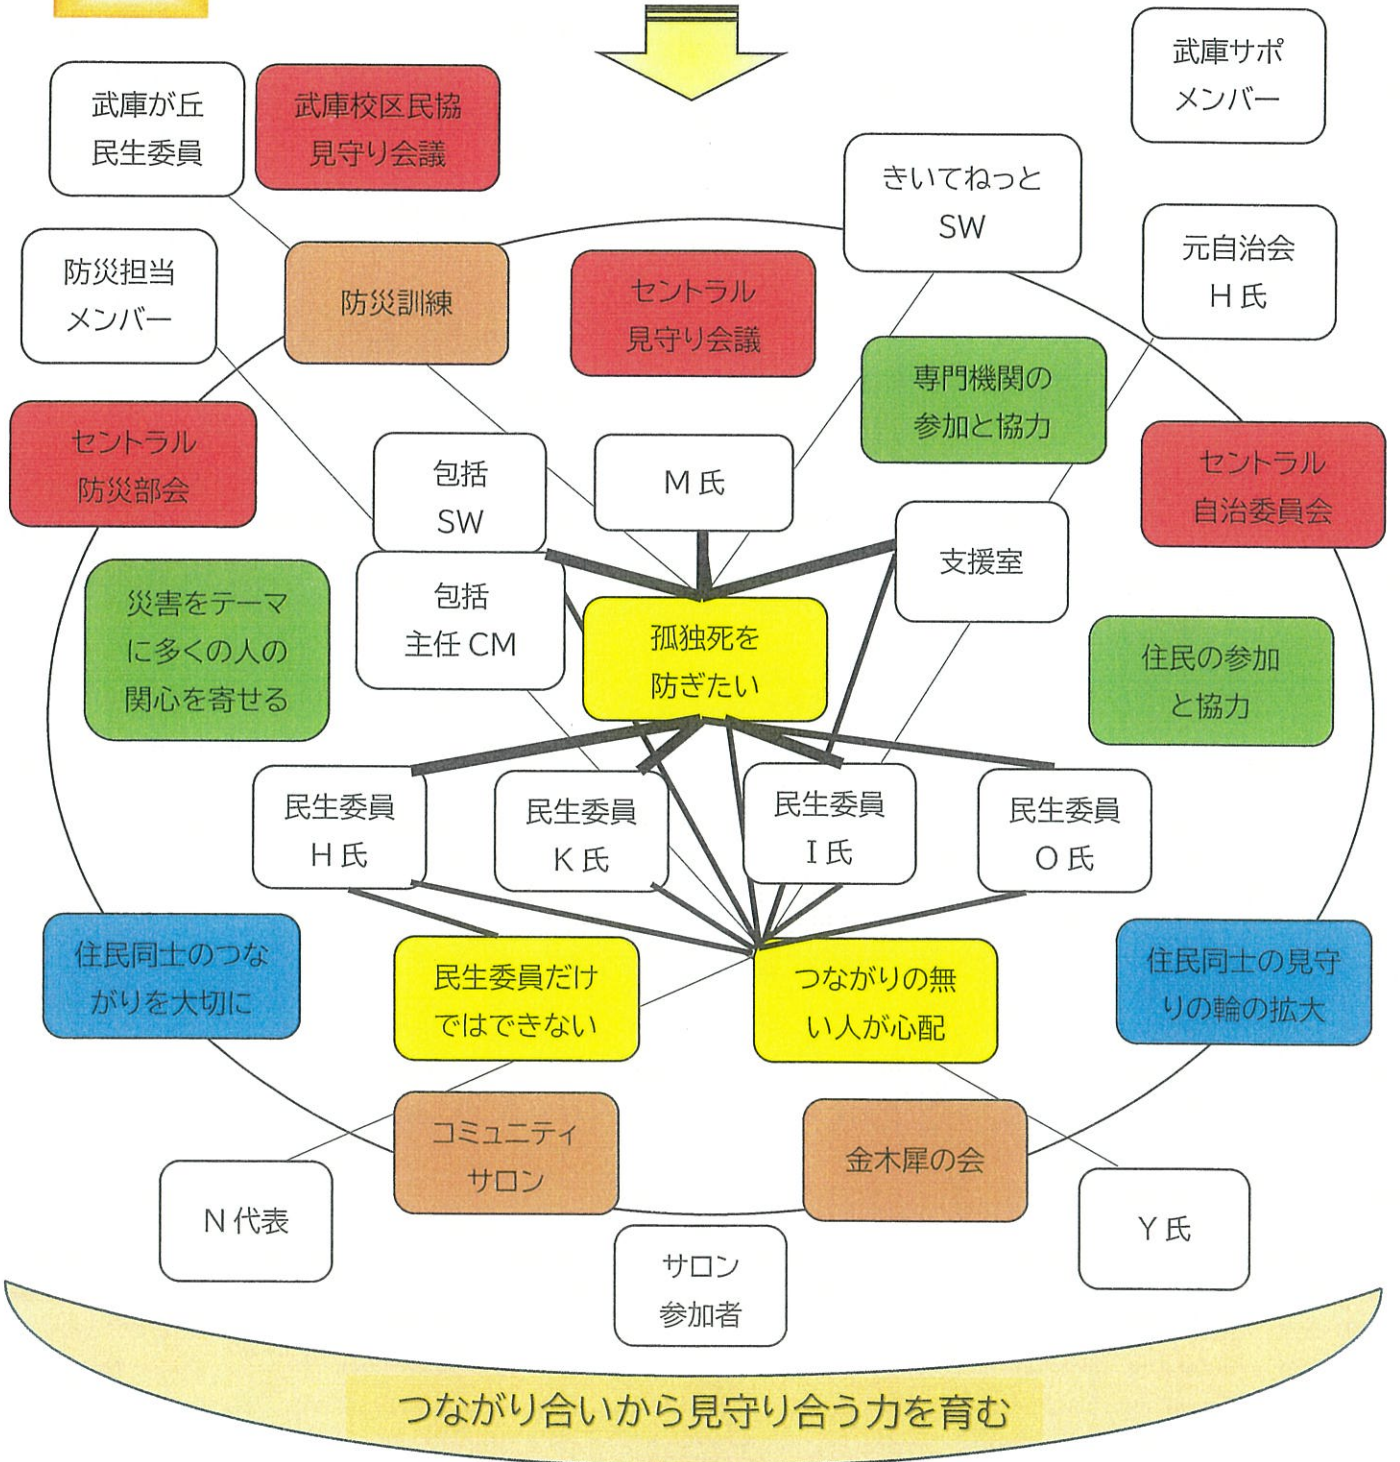 武庫サポ
メンバー
武庫が丘
民生委員
武庫校区民協
見守り会議
きいてねっと
SW
元自治会
H 氏
防災担当
メンバー
防災訓練
セントラル
見守り会議
専門機関の
参加と協力
セントラル
防災部会
包括
SW
M 氏
セントラル
自治委員会
支援室
災害をテーマ
に多くの人の
関心を寄せる
包括
主任 CM
孤独死を
防ぎたい
住民の参加
と協力
民生委員
H 氏
民生委員
K 氏
民生委員
I 氏
民生委員
O 氏
住民同士のつな
がりを大切に
民生委員だけ
ではできない
つながりの無
い人が心配
住民同士の見守
りの輪の拡大
コミュニティ
サロン
金木犀の会
N 代表
サロン
参加者
Y 氏
つながり合いから見守り合う力を育む